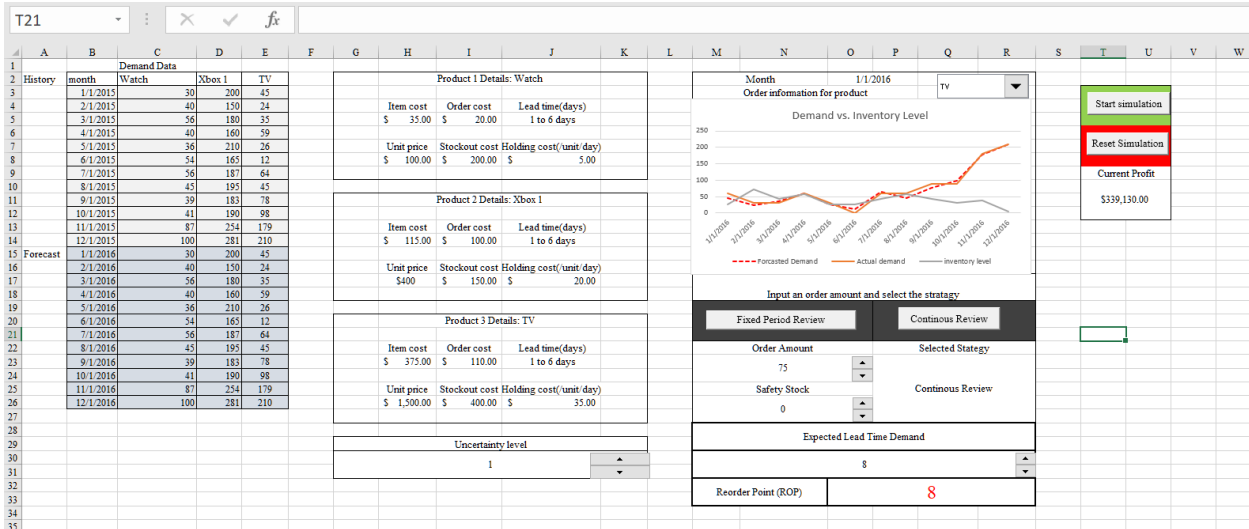 T21 fx
A B C D E F G H I J K L M N O P Q R S T U V W
1 Demand Data
2 History month Watch Xbox 1 TV
3 1/1/2015 30 200 45
4 2/1/2015 40 150 24
5 3/1/2015 56 180 35
6 4/1/2015 40 160 59
7 5/1/2015 36 210 26
8 6/1/2015 54 165 12
9 7/1/2015 56 187 64
10 8/1/2015 45 195 45
11 9/1/2015 39 183 78
12 10/1/2015 41 190 98
13 11/1/2015 87 254 179
14 12/1/2015 100 281 210
15 Forecast 1/1/2016 30 200 45
16 2/1/2016 40 150 24
17 3/1/2016 56 180 35
18 4/1/2016 40 160 59
19 5/1/2016 36 210 26
20 6/1/2016 54 165 12
21 7/1/2016 56 187 64
22 8/1/2016 45 195 45
23 9/1/2016 39 183 78
24 10/1/2016 41 190 98
25 11/1/2016 87 254 179
26 12/1/2016 100 281 210
27
28
29
30
31
32
33
34
35
Product 1 Details: Watch
Item cost Order cost Lead time(days)
$ 35.00 $ 20.00 1 to 6 days
Unit price Stockout cost Holding cost(/unit/day)
$ 100.00 $ 200.00 $ 5.00
Product 2 Details: Xbox 1
Item cost Order cost Lead time(days)
$ 115.00 $ 100.00 1 to 6 days
Unit price Stockout cost Holding cost(/unit/day)
$400 $ 150.00 $ 20.00
Product 3 Details: TV
Item cost Order cost Lead time(days)
$ 375.00 $ 110.00 1 to 6 days
Unit price Stockout cost Holding cost(/unit/day)
$ 1,500.00 $ 400.00 $ 35.00
Uncertainty level
1
Month 1/1/2016 TV
Order information for product
Demand vs. Inventory Level
250
200
150
100
50
0
1/1/2016 2/1/2016 3/1/2016 4/1/2016 5/1/2016 6/1/2016 7/1/2016 8/1/2016 9/1/2016 10/1/2016 11/1/2016 12/1/2016
Forcasted Demand Actual demand inventory level
Input an order amount and select the stratagy
Fixed Period Review Continous Review
Order Amount Selected Stategy
75
Safety Stock Continous Review
0
Expected Lead Time Demand
8
Reorder Point (ROP) 8
Start simulation
Reset Simulation
Current Profit
$339,130.00